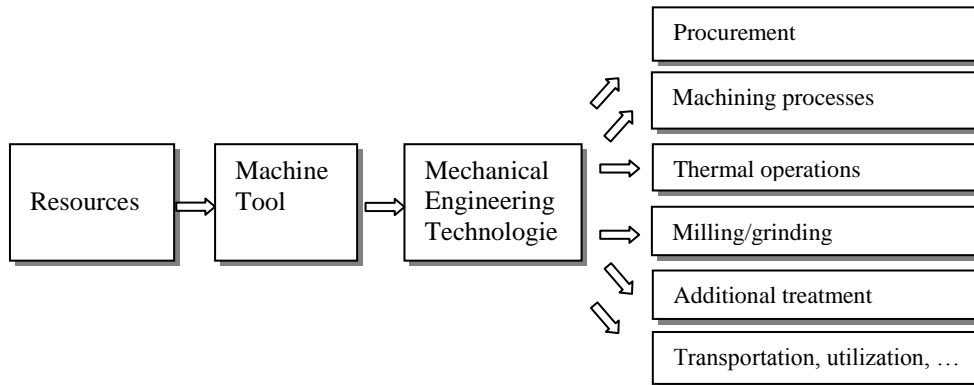 Resources
Machine
Tool
Mechanical
Engineering
Technologie
Procurement
Machining processes
Thermal operations
Milling/grinding
Additional treatment
Transportation, utilization, …